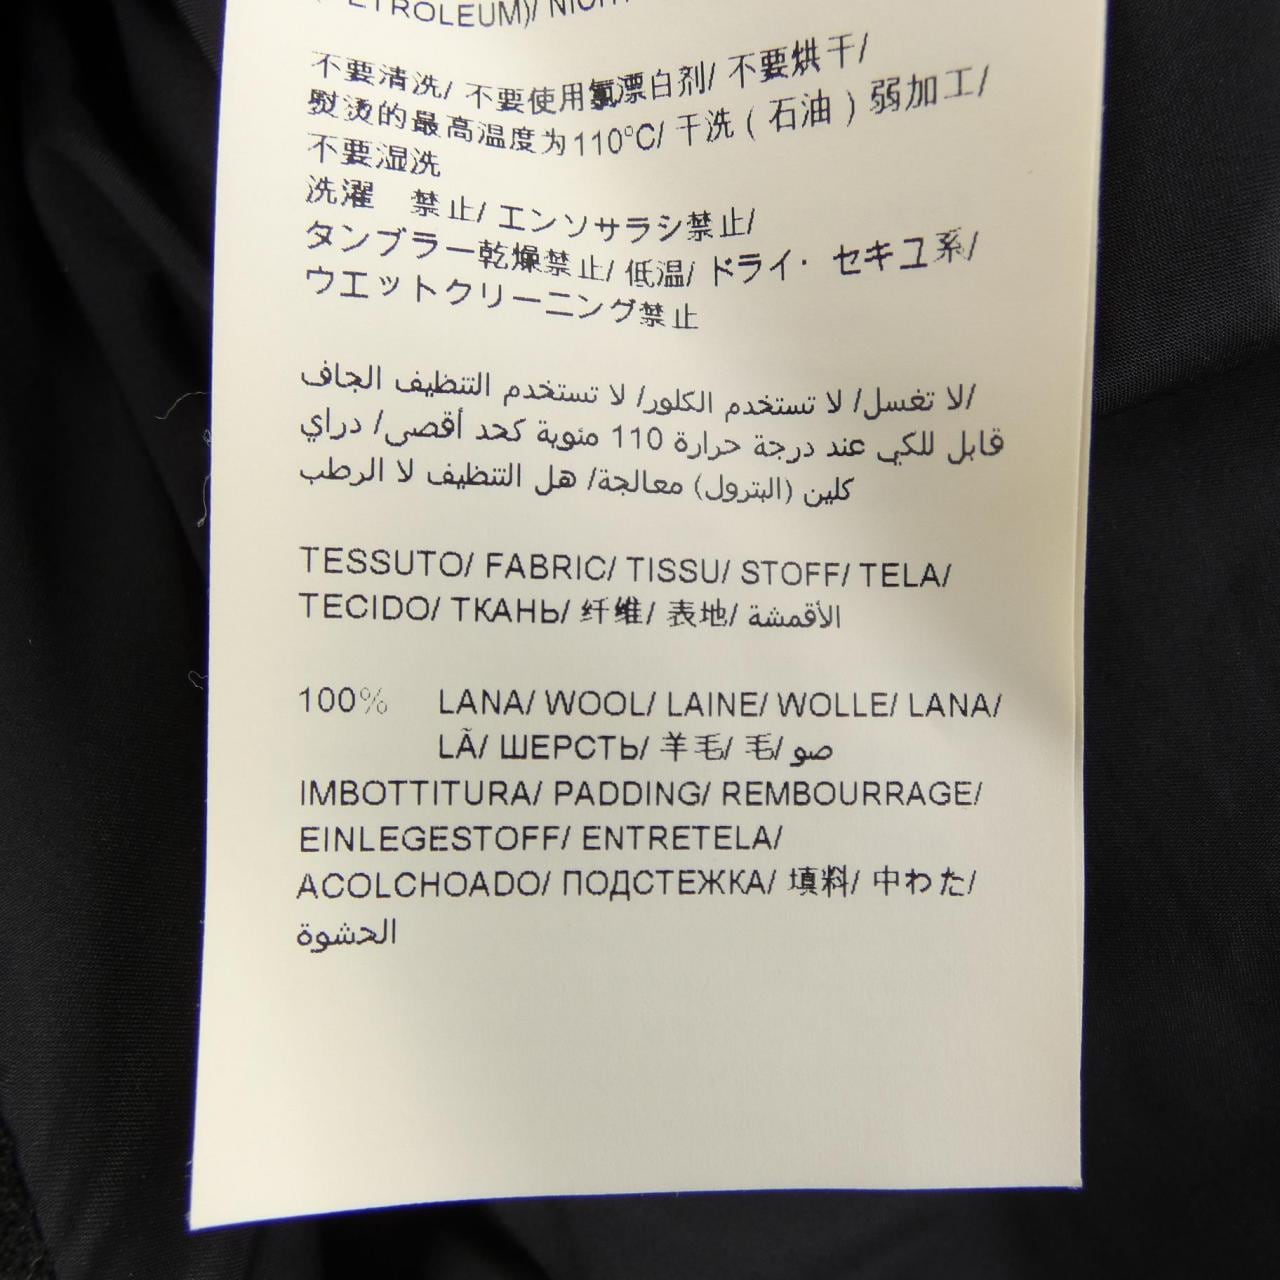 (PETROLEUM)/
不要清洗/ 不要使用氯漂白剂/ 不要烘干/
熨烫的最高温度为110°C/ 干洗 ( 石油 ) 弱加工/
不要湿洗
洗濯 禁止/ エンソサラシ禁止/
タンブラー乾燥禁止/ 低温/ ドライ· セキユ系/
ウエットクリーニング禁止
لا تغسل/ لا تستخدم الكلور/ لا تستخدم التنظيف الجاف/
قابل للكي عند درجة حرارة 110 مئوية كحد أقصى/ دراي
كلين (البترول) معالجة/ هل التنظيف لا الرطب
TESSUTO/ FABRIC/ TISSU/ STOFF/ TELA/
TECIDO/ ТКАНЬ/ 纤维/ 表地/ الأقمشة
100% LANA/ WOOL/ LAINE/ WOLLE/ LANA/
LÃ/ ШЕРСТЬ/ 羊毛/ 毛/ صو
IMBOTTITURA/ PADDING/ REMBOURRAGE/
EINLEGESTOFF/ ENTRETELA/
ACOLCHOADO/ ПОДСТЕЖКА/ 填料/ 中わた/
الحشوة